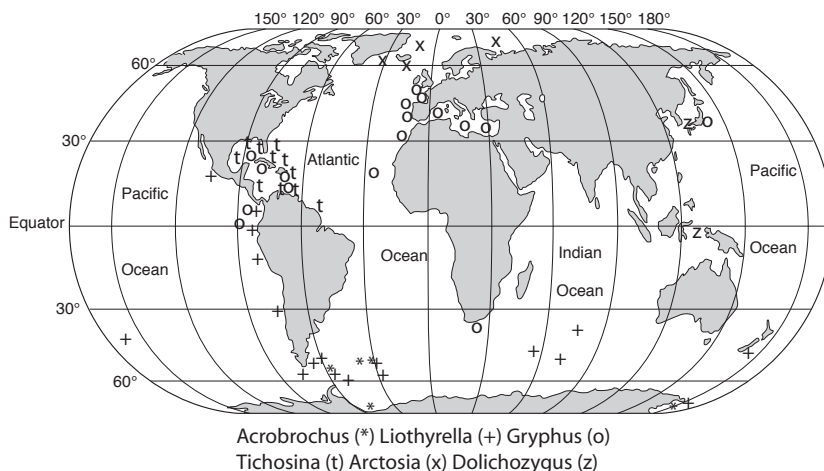 150° 120° 90° 60° 30° 0° 30° 60° 90° 120° 150° 180°
60°
30°
Atlantic
Pacific
Pacific
Equator
Ocean
Indian
Ocean
Ocean
Ocean
30°
60°
Acrobrochus (*) Liothyrella (+) Gryphus (o)
Tichosina (t) Arctosia (x) Dolichozygus (z)